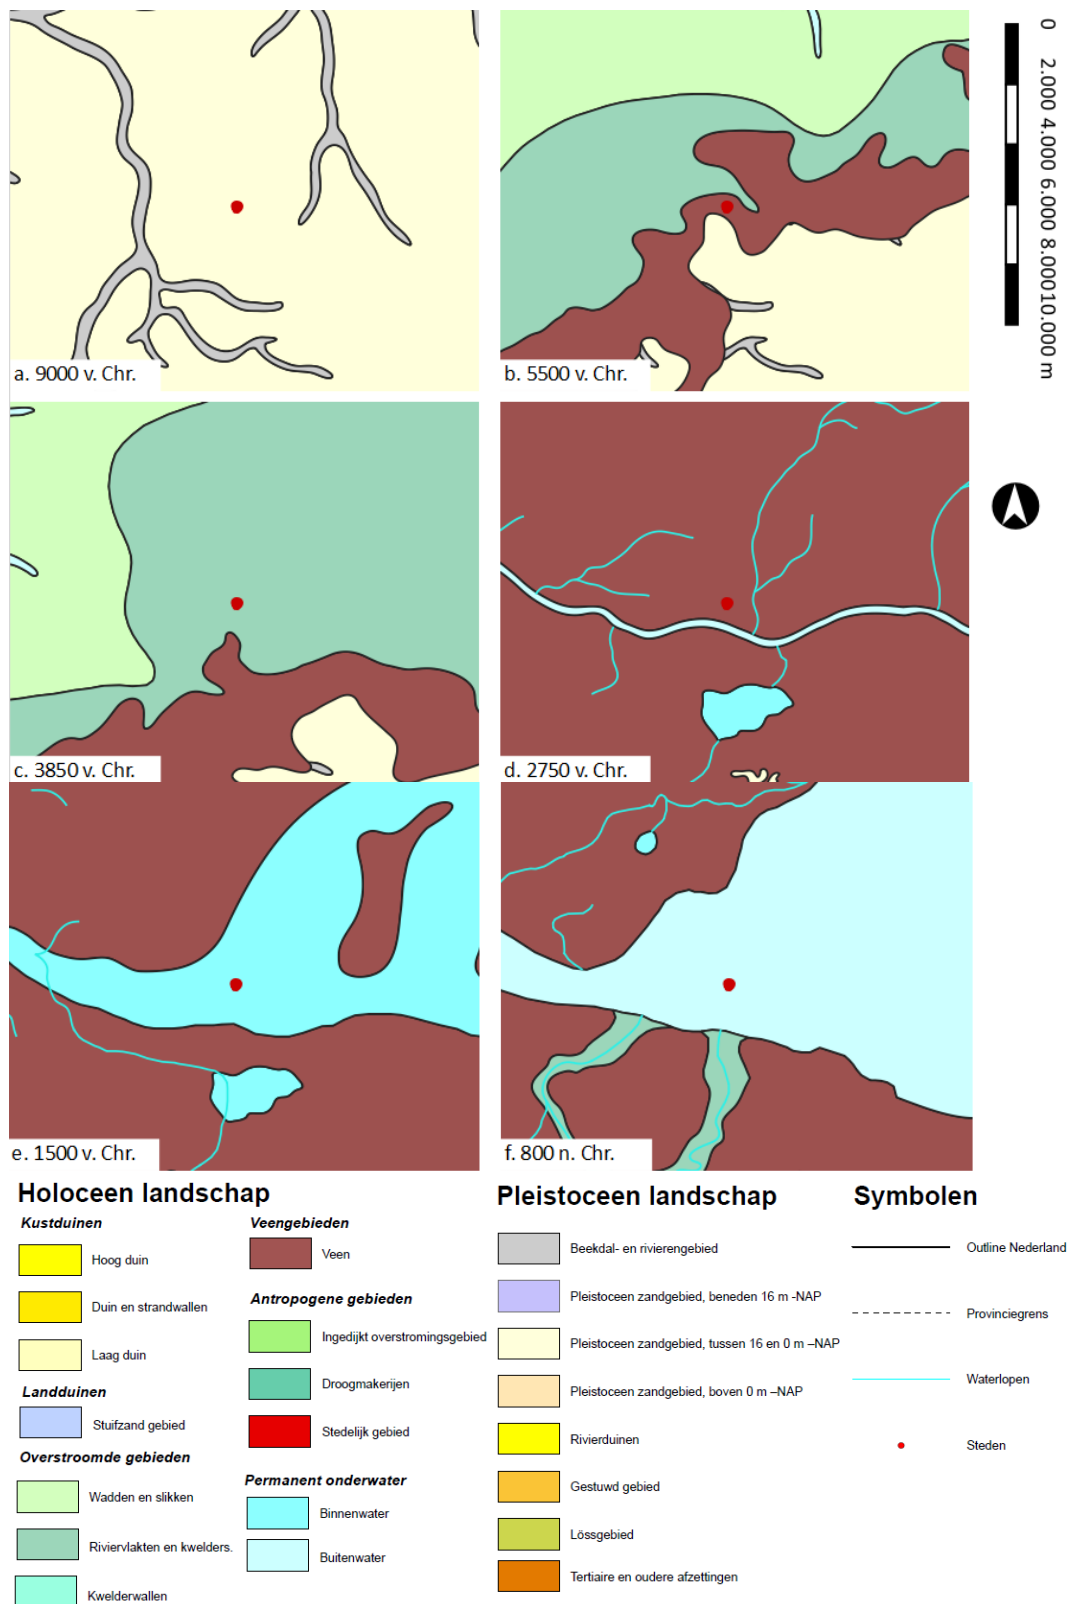 a. 9000 v. Chr.
b. 5500 v. Chr.
0 2.000 4.000 6.000 8.00010.000 m
c. 3850 v. Chr.
d. 2750 v. Chr.
e. 1500 v. Chr.
f. 800 n. Chr.
Holoceen landschap
Kustduinen
Hoog duin
Duin en strandwallen
Laag duin
Landduinen
Stuifzand gebied
Overstroomde gebieden
Wadden en slikken
Riviervlakten en kwelders.
Kwelderwallen
Veengebieden
Veen
Antropogene gebieden
Ingedijkt overstromingsgebied
Droogmakerijen
Stedelijk gebied
Permanent onderwater
Binnenwater
Buitenwater
Pleistoceen landschap
Beekdal- en rivierengebied
Pleistoceen zandgebied, beneden 16 m -NAP
Pleistoceen zandgebied, tussen 16 en 0 m –NAP
Pleistoceen zandgebied, boven 0 m –NAP
Rivierduinen
Gestuwd gebied
Lössgebied
Tertiaire en oudere afzettingen
Symbolen
Outline Nederland
Provinciegrens
Waterlopen
Steden